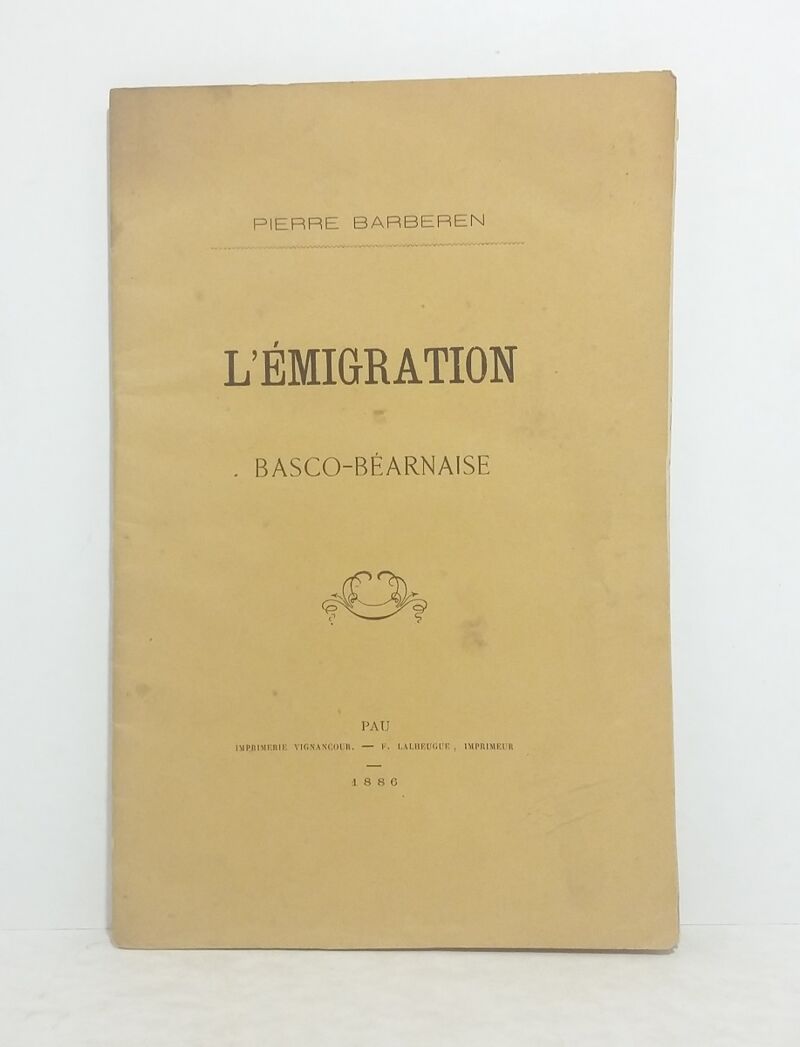 PIERRE BARBEREN
L'ÉMIGRATION
BASCO-BÉARNAISE
PAU
IMPRIMERIE VIGNANCOUR. — F. LALHEUGUE, IMPRIMEUR
1886